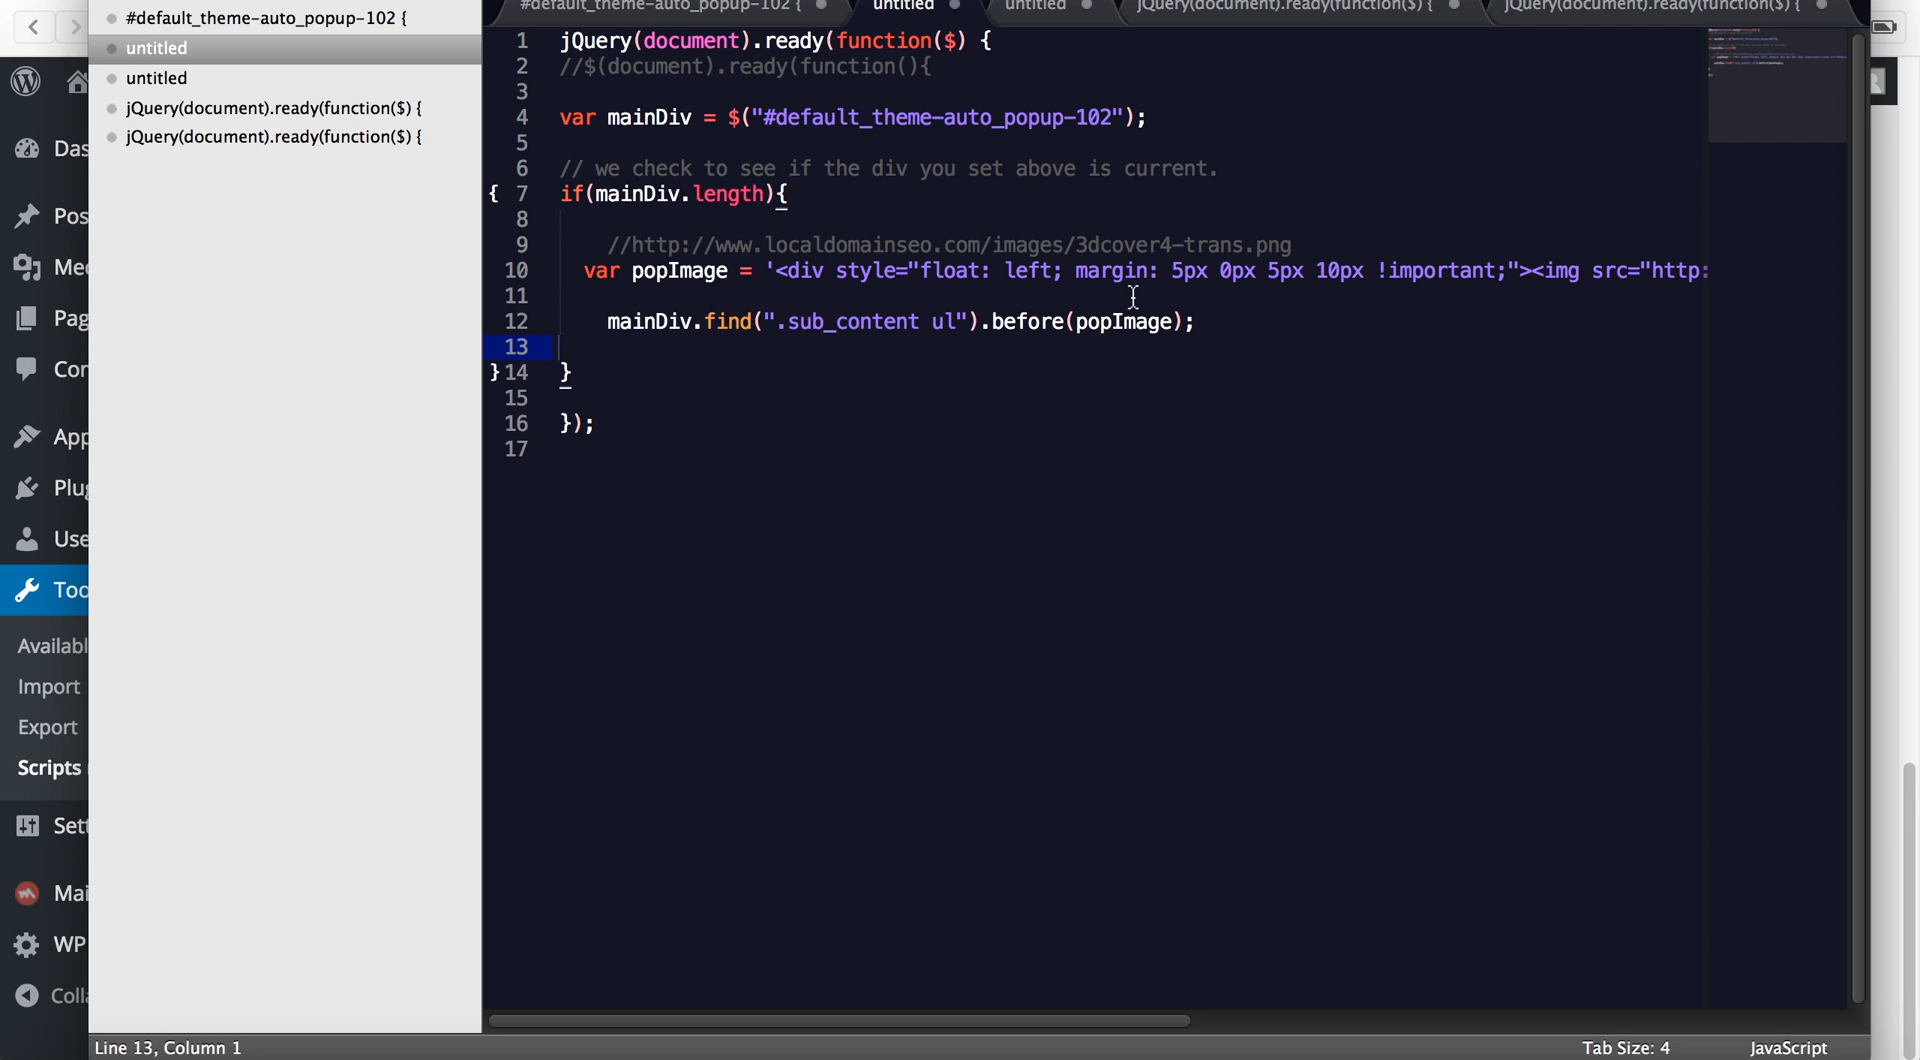 #default_theme-auto_popup-102 {
untitled
untitled
jQuery(document).ready(function($) {
jQuery(document).ready(function($) {
Das
Pos
Me
Pag
Cor
App
Plug
Use
Too
Availabl
Import
Export
Scripts
Sett
Mai
WP
Colla
#default_theme-auto_popup-102 {
untitled
untitled
jQuery(document).ready(function($) {
jQuery(document).ready(function($) {
1 jQuery(document).ready(function($) {
2 //$(document).ready(function(){
3
4 var mainDiv = $("#default_theme-auto_popup-102");
5
6 // we check to see if the div you set above is current.
{ 7 if(mainDiv.length){
8
9 //http://www.localdomainseo.com/images/3dcover4-trans.png
10 var popImage = '<div style="float: left; margin: 5px 0px 5px 10px !important;"><img src="http:
11
12 mainDiv.find(".sub_content ul").before(popImage);
13
} 14 }
15
16 });
17
Line 13, Column 1
Tab Size: 4
JavaScript